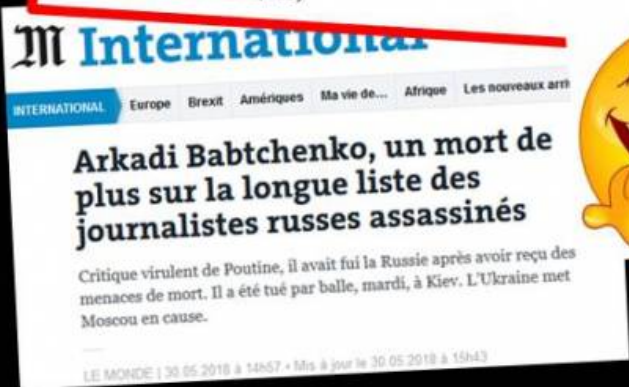 M International
INTERNATIONAL Europe Brexit Amériques Ma vie de... Afrique Les nouveaux arri
Arkadi Babtchenko, un mort de
plus sur la longue liste des
journalistes russes assassinés
Critique virulent de Poutine, il avait fui la Russie après avoir reçu des
menaces de mort. Il a été tué par balle, mardi, à Kiev. L'Ukraine met
Moscou en cause.
LE MONDE | 30.05.2018 à 14h57 • Mis à jour le 30.05.2018 à 15h43